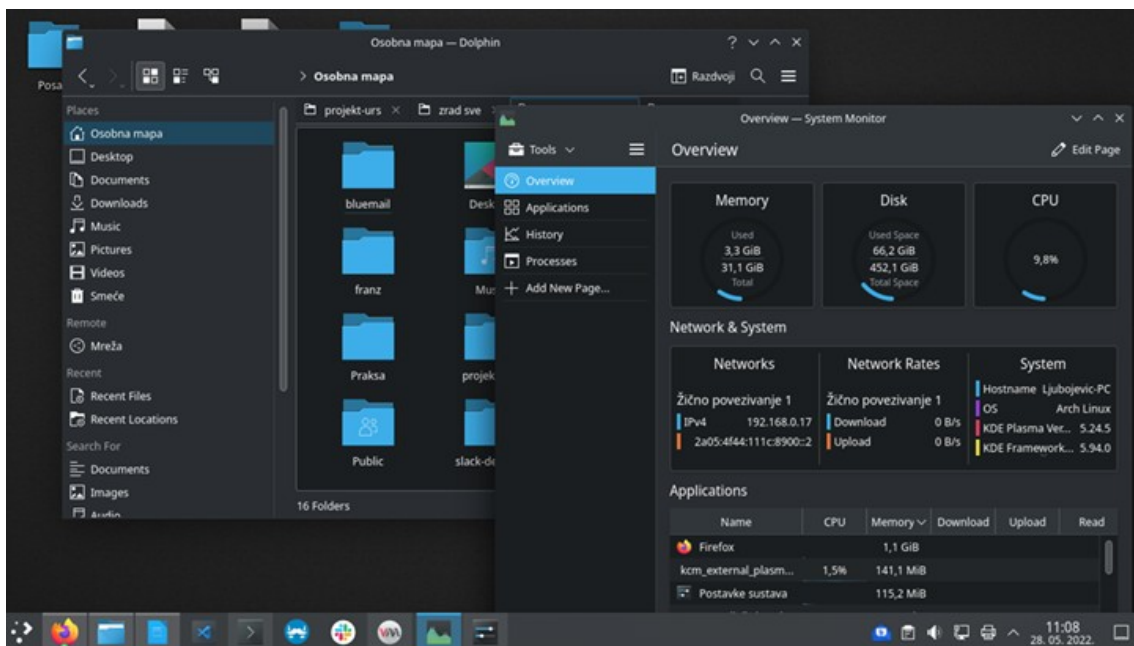 Posa
Osobna mapa — Dolphin
Osobna mapa
Razdvoji
Places
Osobna mapa
Desktop
Documents
Downloads
Music
Pictures
Videos
Smeće
Remote
Mreža
Recent
Recent Files
Recent Locations
Search For
Documents
Images
Audio
projekt-urs
zrad sve
bluemail
Desk
franz
Mu
Praksa
projek
Public
slack-de
16 Folders
Overview — System Monitor
Tools
Overview
Applications
History
Processes
Add New Page...
Overview
Edit Page
Memory
Used
3,3 GiB
31,1 GiB
Total
Disk
Used Space
66,2 GiB
452,1 GiB
Total Space
CPU
9,8%
Network & System
Networks
Žično povezivanje 1
IPv4 192.168.0.17
2a05:4f44:111c:8900::2
Network Rates
Žično povezivanje 1
Download 0 B/s
Upload 0 B/s
System
Hostname Ljubojevic-PC
OS Arch Linux
KDE Plasma Ver... 5.24.5
KDE Framework... 5.94.0
Applications
Name CPU Memory Download Upload Read
Firefox 1,1 GiB
kcm_external_plasm... 1,5% 141,1 MiB
Postavke sustava 115,2 MiB
11:08
28. 05. 2022.